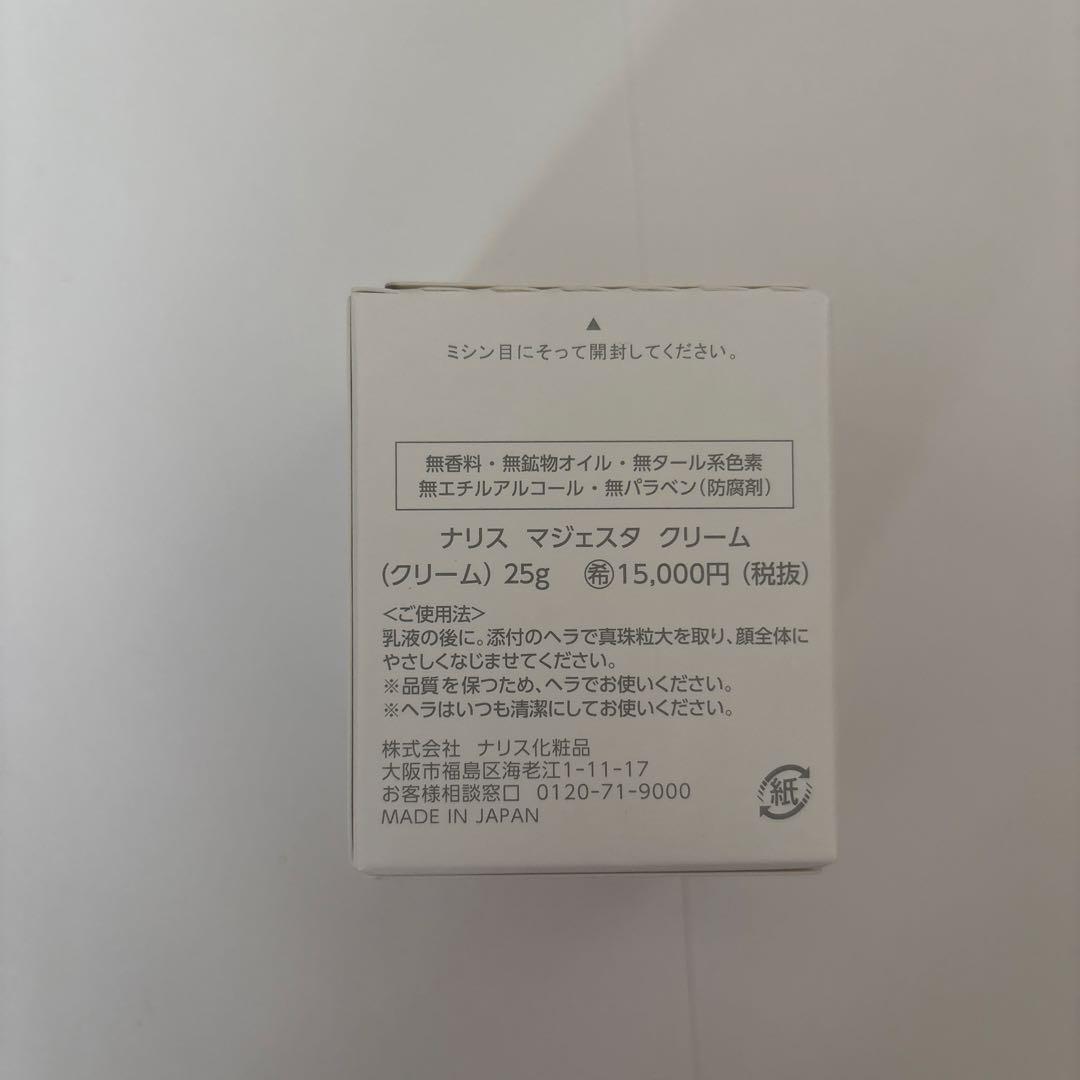 ▲
ミシン目にそって開封してください。
無香料・無鉱物オイル・無タール系色素
無エチルアルコール・無パラベン(防腐剤)
ナリス マジェスタ クリーム
(クリーム) 25g ㊭15,000円(税抜)
<ご使用法>
乳液の後に。添付のヘラで真珠粒大を取り、顔全体に
やさしくなじませてください。
※品質を保つため、ヘラでお使いください。
※ヘラはいつも清潔にしてお使いください。
株式会社 ナリス化粧品
大阪市福島区海老江1-11-17
お客様相談窓口 0120-71-9000
MADE IN JAPAN
紙